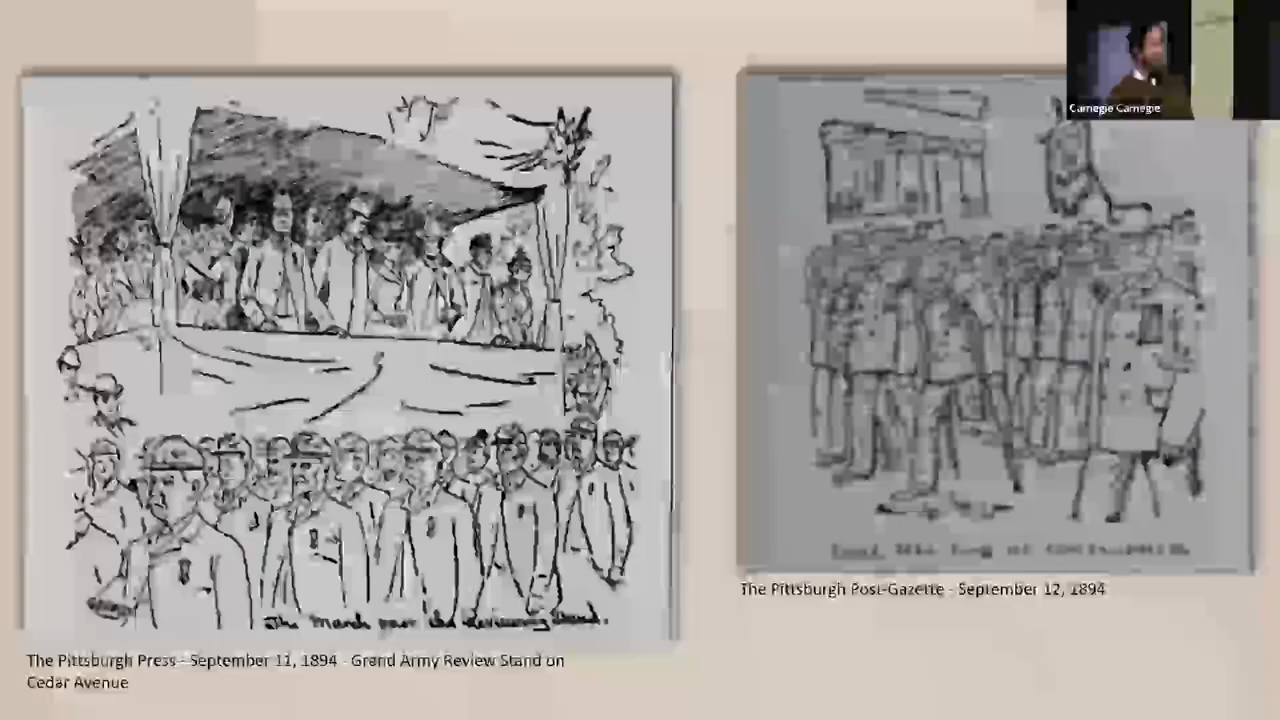 Carnegie Carnegie
The March past the Reviewing Stand.
The Pittsburgh Post-Gazette - September 12, 1894
The Pittsburgh Press - September 11, 1894 - Grand Army Review Stand on
Cedar Avenue